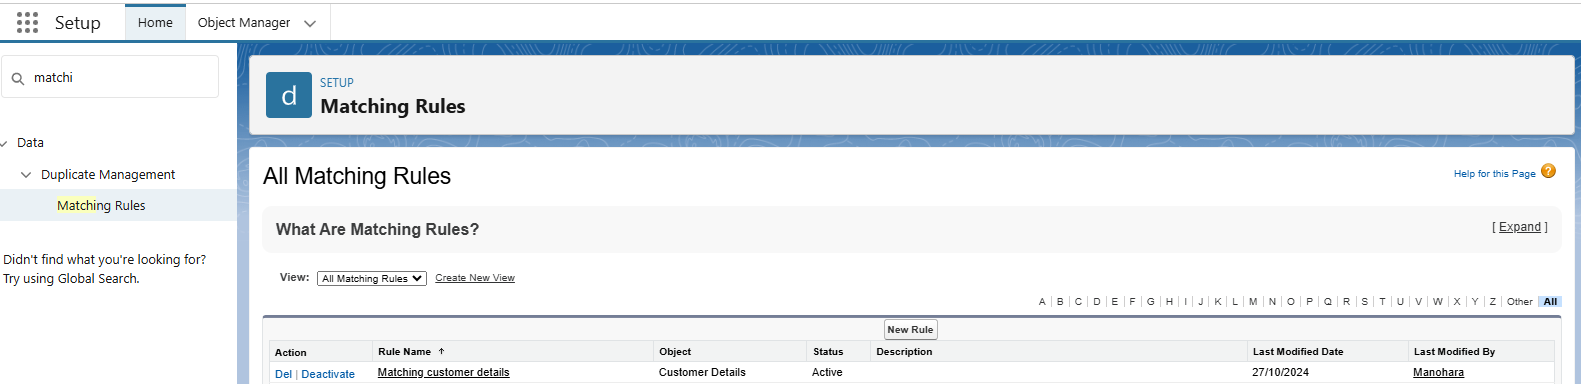 Setup Home Object Manager
matchi
SETUP
d Matching Rules
Data
Duplicate Management
Matching Rules
Didn't find what you're looking for?
Try using Global Search.
All Matching Rules
Help for this Page ?
What Are Matching Rules? [ Expand ]
View: All Matching Rules Create New View
A | B | C | D | E | F | G | H | I | J | K | L | M | N | O | P | Q | R | S | T | U | V | W | X | Y | Z | Other | All
New Rule
Action Rule Name ↑ Object Status Description Last Modified Date Last Modified By
Del | Deactivate Matching customer details Customer Details Active 27/10/2024 Manohara